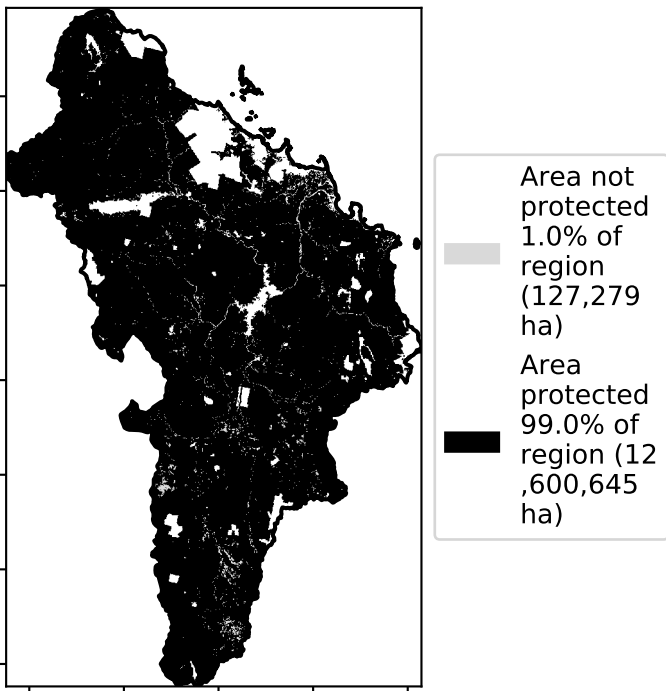 Area not
protected
1.0% of
region
(127,279
ha)
Area
protected
99.0% of
region (12
,600,645
ha)